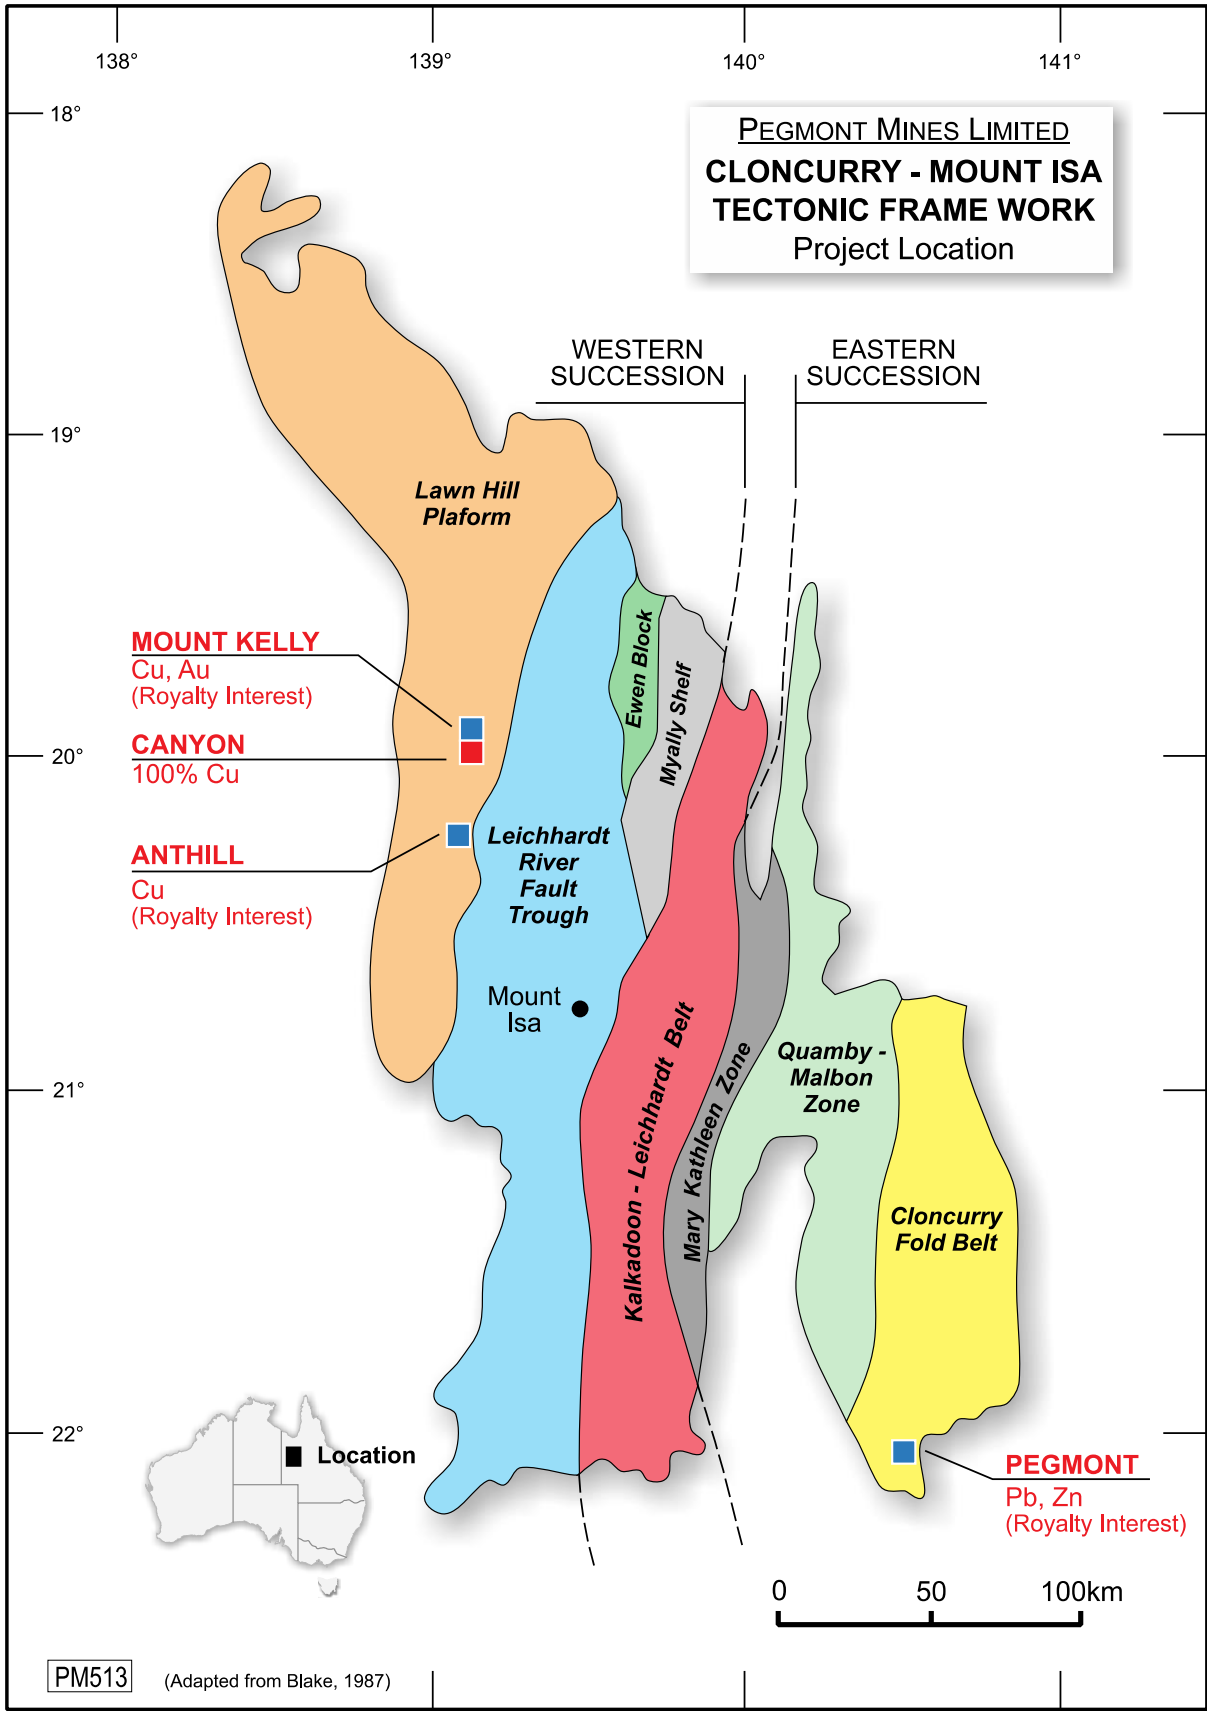 138°
139°
140°
141°
18°
PEGMONT MINES LIMITED
CLONCURRY - MOUNT ISA
TECTONIC FRAME WORK
Project Location
WESTERN
SUCCESSION
EASTERN
SUCCESSION
19°
Lawn Hill
Plaform
MOUNT KELLY
Cu, Au
(Royalty Interest)
Ewen Block
Myally Shelf
CANYON
100% Cu
20°
ANTHILL
Cu
(Royalty Interest)
Leichhardt
River
Fault
Trough
Mount
Isa
Kalkadoon - Leichhardt Belt
Mary Kathleen Zone
Quamby -
Malbon
Zone
21°
Cloncurry
Fold Belt
22°
Location
PEGMONT
Pb, Zn
(Royalty Interest)
0 50 100km
PM513 (Adapted from Blake, 1987)